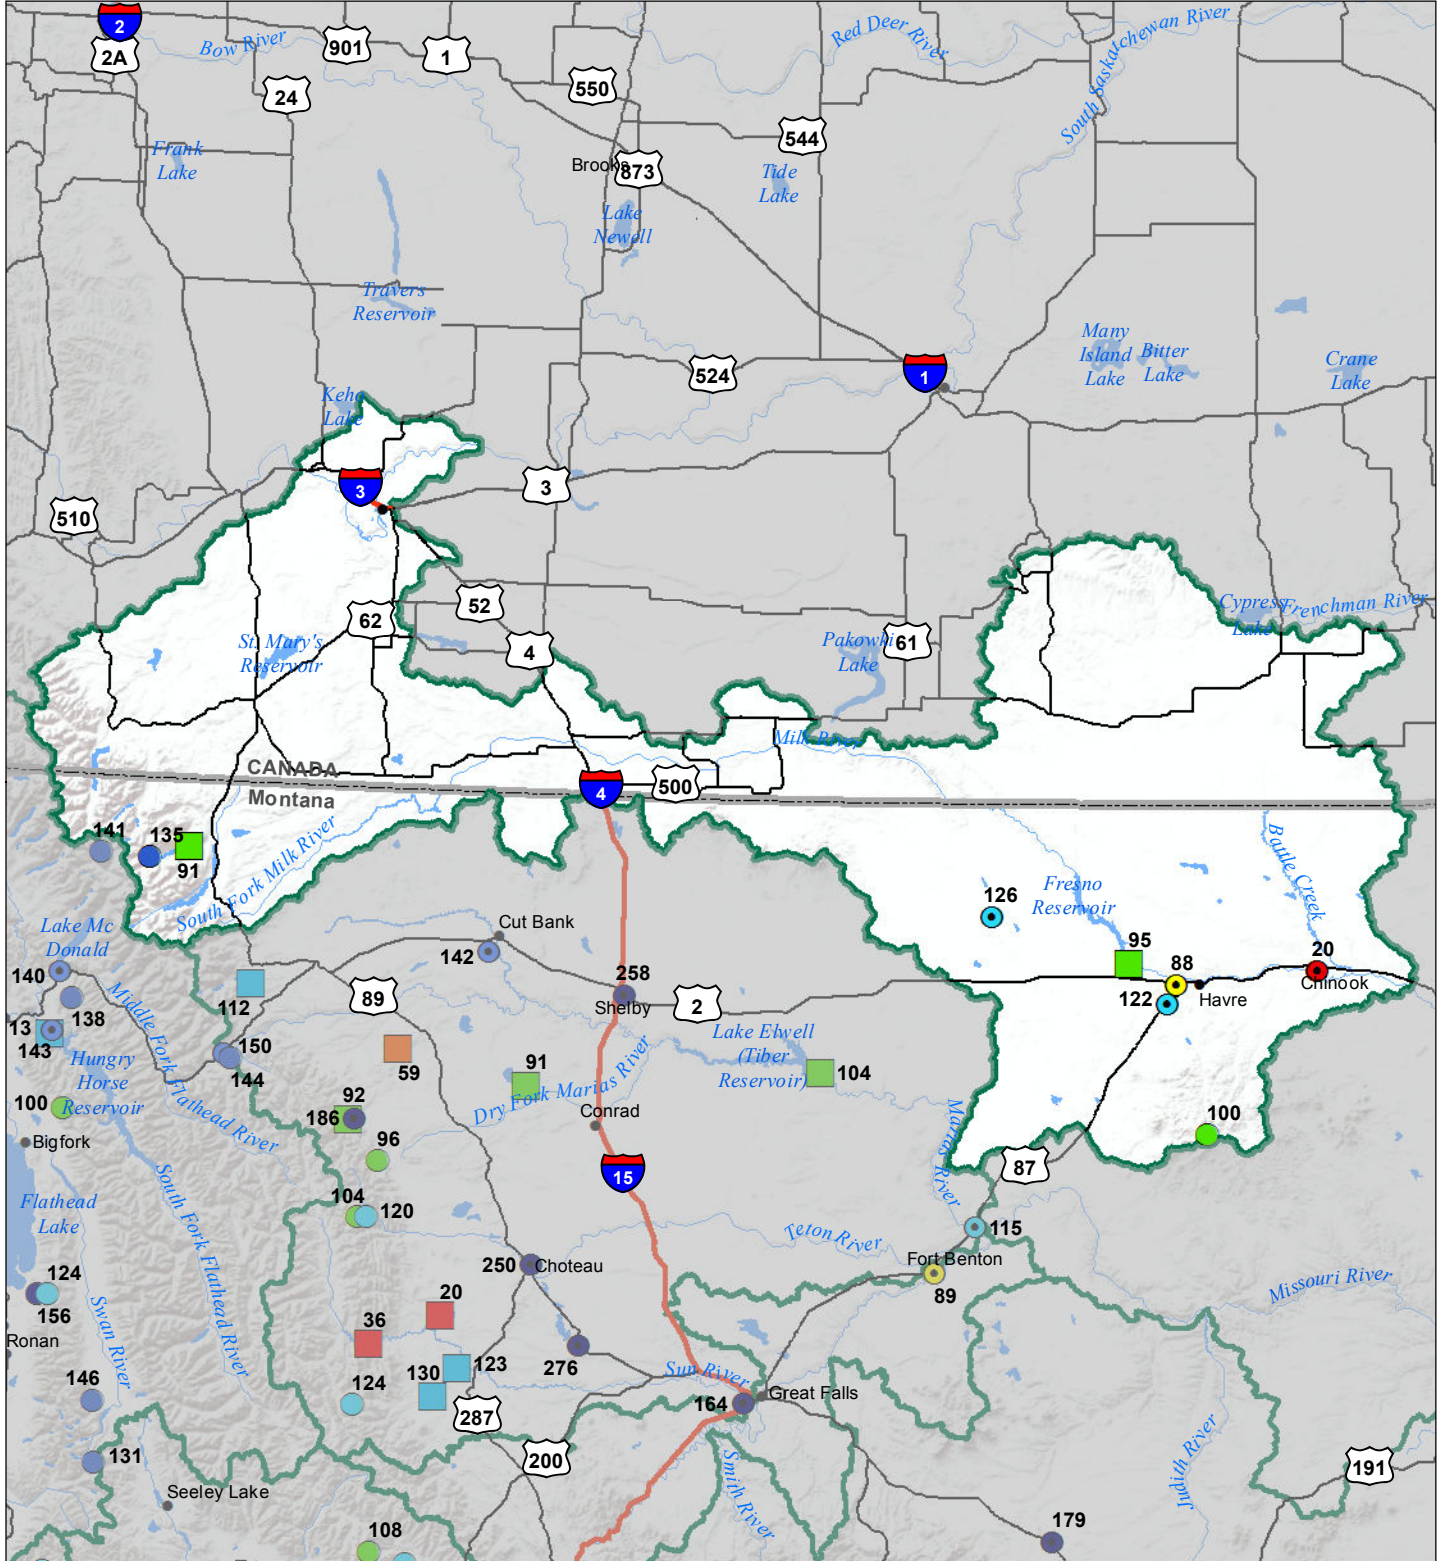 2
2A
Bow River
901
1
Red Deer River
South Saskatchewan River
24
550
544
Frank
Lake
Brooks
873
Tide
Lake
Lake
Newell
Travers
Reservoir
Many
Island
Lake
Bitter
Lake
Crane
Lake
524
1
Keho
Lake
3
3
510
52
62
St. Mary's
Reservoir
4
Pakowki
Lake
61
Cypress
Lake
Frenchman River
Milk River
CANADA
Montana
4
500
141
135
91
South Fork Milk River
Battle Creek
Fresno
Reservoir
126
Lake Mc
Donald
Cut Bank
142
95
88
20
Chinook
Havre
122
140
138
112
89
258
Shelby
2
13
143
Middle Fork Flathead River
150
144
Hungry
Horse
Reservoir
59
91
Dry Fork Marias River
Lake Elwell
(Tiber
Reservoir)
104
100
92
186
96
Conrad
Marias River
100
Bigfork
87
15
South Fork Flathead River
Flathead
Lake
104
120
Teton River
115
Fort Benton
89
250
Choteau
Missouri River
124
156
Swan River
20
36
Ronan
276
Sun River
123
130
146
124
287
164
Great Falls
131
200
Smith River
Judith River
191
Seeley Lake
108
179